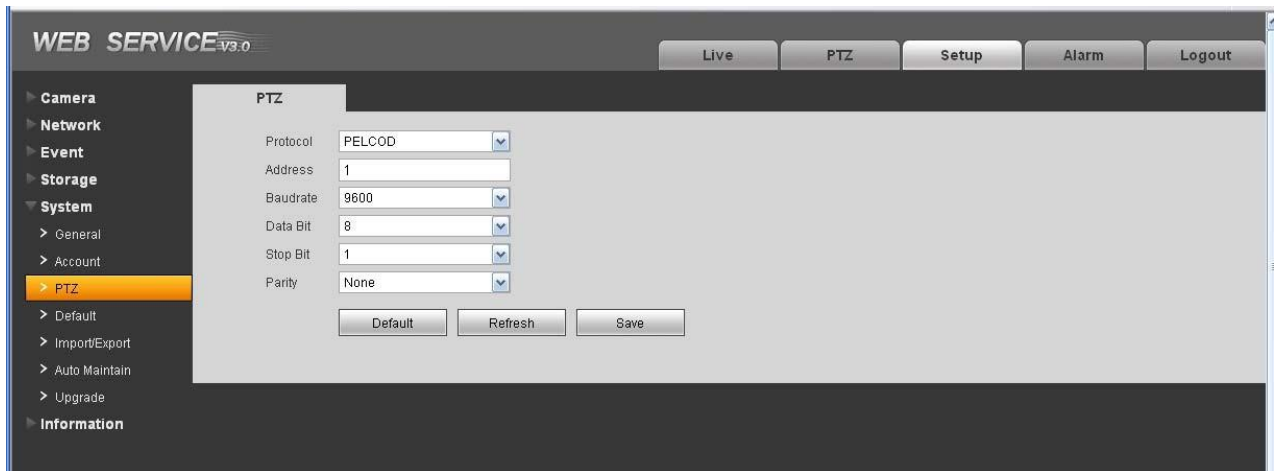 WEB SERVICE V3.0
Live PTZ Setup Alarm Logout
Camera
Network
Event
Storage
System
> General
> Account
> PTZ
> Default
> Import/Export
> Auto Maintain
> Upgrade
Information
PTZ
Protocol PELCOD
Address 1
Baudrate 9600
Data Bit 8
Stop Bit 1
Parity None
Default Refresh Save